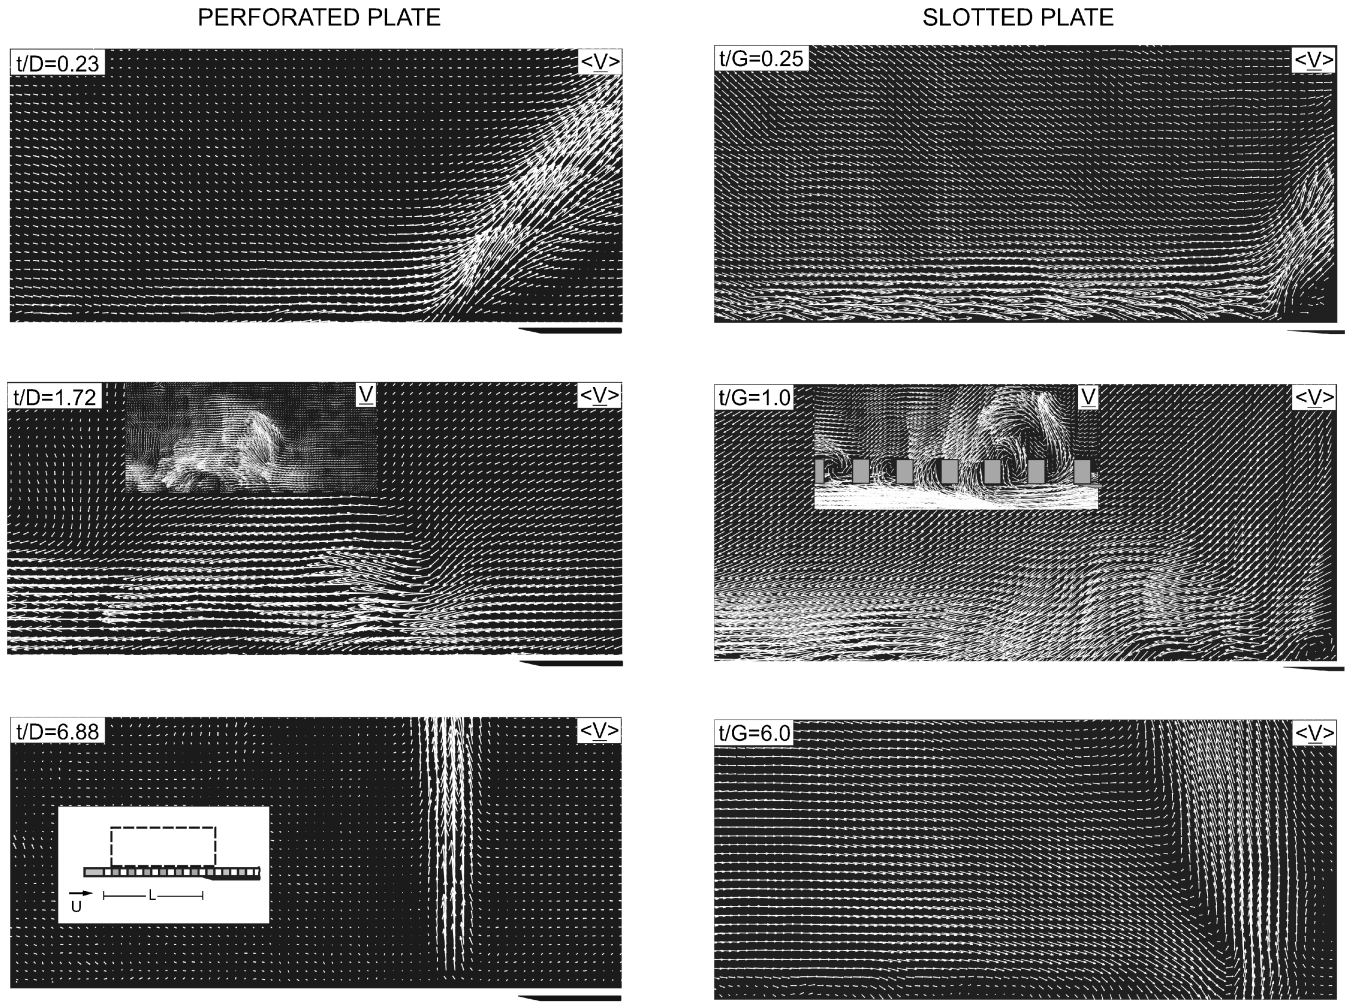 PERFORATED PLATE
SLOTTED PLATE
t/D=0.23
<V>
t/G=0.25
<V>
t/D=1.72
V
<V>
t/G=1.0
V
<V>
t/D=6.88
<V>
L
U
t/G=6.0
<V>